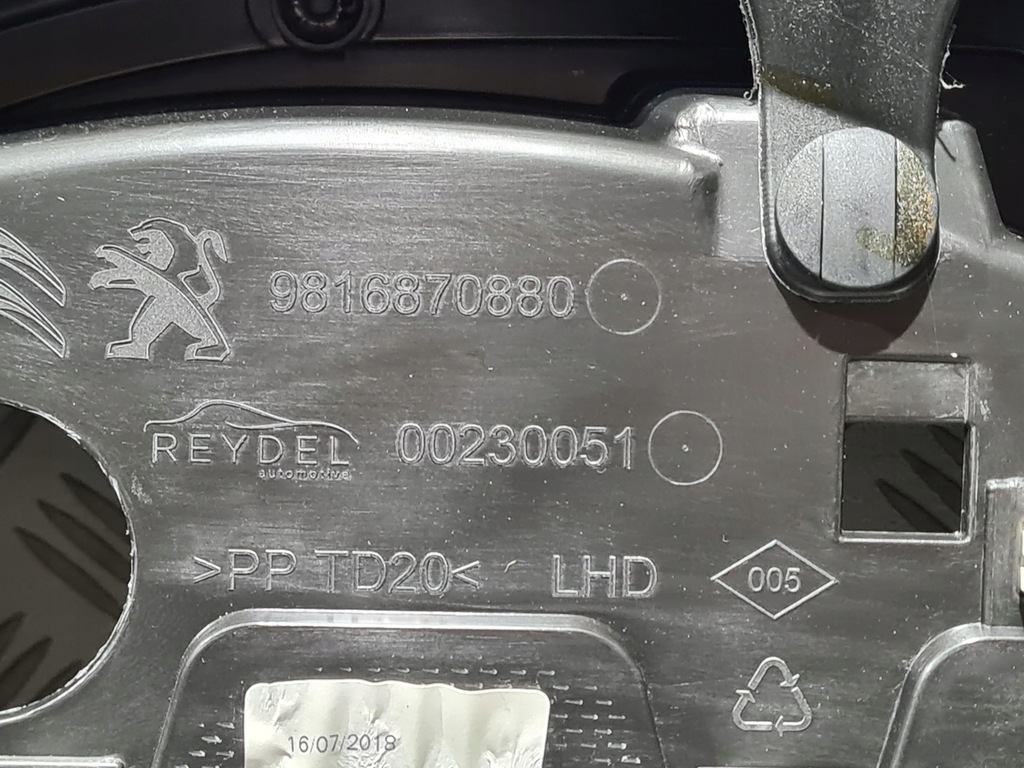 9816870880
REYDEL
automotive
00230051
>PP TD20<
LHD
005
16/07/2018